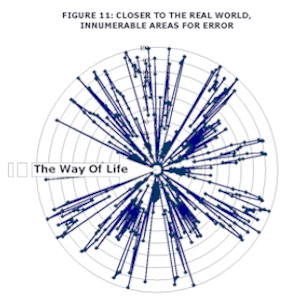 FIGURE 11: CLOSER TO THE REAL WORLD,
INNUMERABLE AREAS FOR ERROR
The Way Of Life